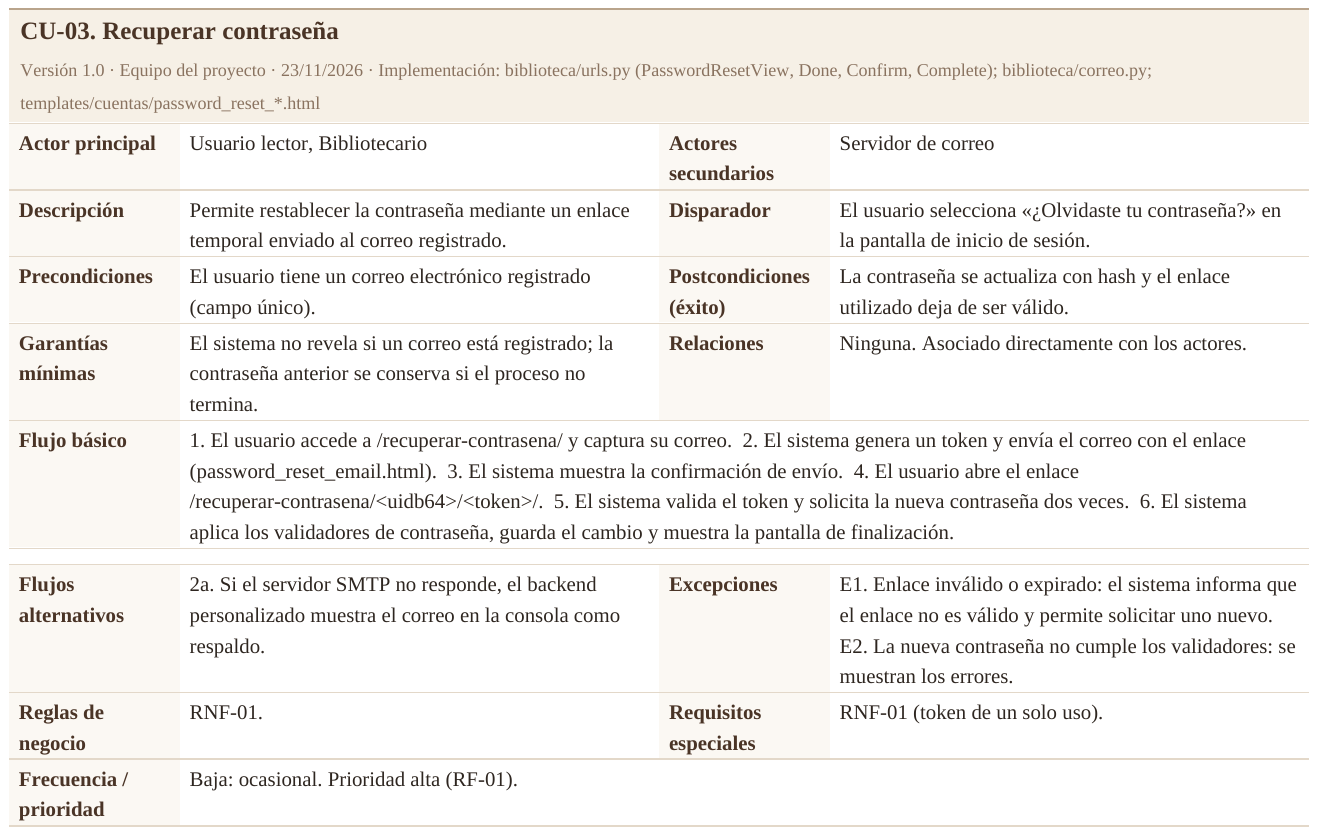 CU-03. Recuperar contraseña
Versión 1.0 · Equipo del proyecto · 23/11/2026 · Implementación: biblioteca/urls.py (PasswordResetView, Done, Confirm, Complete); biblioteca/correo.py;
templates/cuentas/password_reset_*.html
Actor principal
Usuario lector, Bibliotecario
Actores
secundarios
Servidor de correo
Descripción
Permite restablecer la contraseña mediante un enlace
temporal enviado al correo registrado.
Disparador
El usuario selecciona «¿Olvidaste tu contraseña?» en
la pantalla de inicio de sesión.
Precondiciones
El usuario tiene un correo electrónico registrado
(campo único).
Postcondiciones
(éxito)
La contraseña se actualiza con hash y el enlace
utilizado deja de ser válido.
Garantías
mínimas
El sistema no revela si un correo está registrado; la
contraseña anterior se conserva si el proceso no
termina.
Relaciones
Ninguna. Asociado directamente con los actores.
Flujo básico
1. El usuario accede a /recuperar-contrasena/ y captura su correo.  2. El sistema genera un token y envía el correo con el enlace
(password_reset_email.html).  3. El sistema muestra la confirmación de envío.  4. El usuario abre el enlace
/recuperar-contrasena/<uidb64>/<token>/.  5. El sistema valida el token y solicita la nueva contraseña dos veces.  6. El sistema
aplica los validadores de contraseña, guarda el cambio y muestra la pantalla de finalización.
Flujos
alternativos
2a. Si el servidor SMTP no responde, el backend
personalizado muestra el correo en la consola como
respaldo.
Excepciones
E1. Enlace inválido o expirado: el sistema informa que
el enlace no es válido y permite solicitar uno nuevo.
E2. La nueva contraseña no cumple los validadores: se
muestran los errores.
Reglas de
negocio
RNF-01.
Requisitos
especiales
RNF-01 (token de un solo uso).
Frecuencia /
prioridad
Baja: ocasional. Prioridad alta (RF-01).